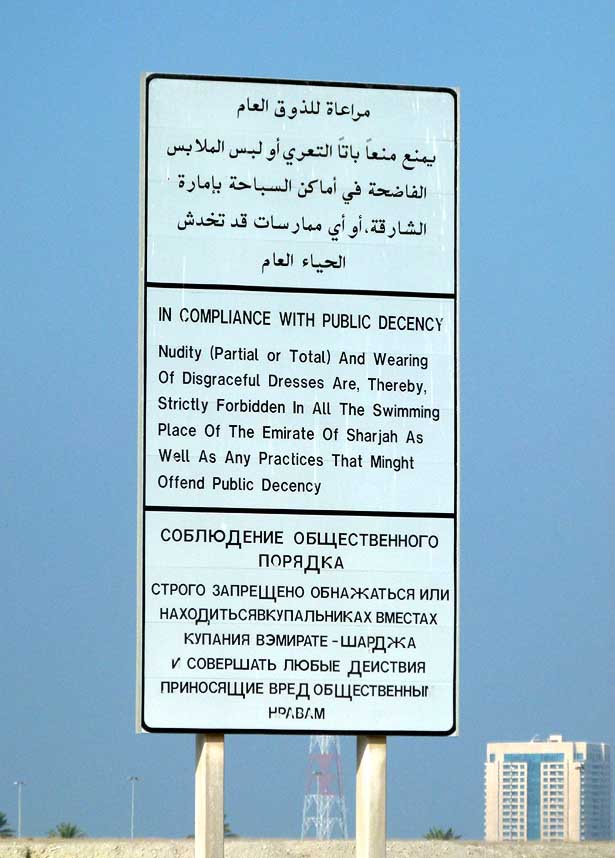 مراعاة للذوق العام
يمنع منعاً باتاً التعري أو لبس الملابس
الفاضحة في أماكن السباحة بإمارة
الشارقة، أو أي ممارسات قد تخدش
الحياء العام
IN COMPLIANCE WITH PUBLIC DECENCY
Nudity (Partial or Total) And Wearing
Of Disgraceful Dresses Are, Thereby,
Strictly Forbidden In All The Swimming
Place Of The Emirate Of Sharjah As
Well As Any Practices That Minght
Offend Public Decency
СОБЛЮДЕНИЕ ОБЩЕСТВЕННОГО
ПОРЯДКА
СТРОГО ЗАПРЕЩЕНО ОБНАЖАТЬСЯ ИЛИ
НАХОДИТЬСЯВКУПАЛЬНИКАХ ВМЕСТАХ
КУПАНИЯ ВЭМИРАТЕ - ШАРДЖА
И СОВЕРШАТЬ ЛЮБЫЕ ДЕИСТВИЯ
ПРИНОСЯЩИЕ ВРЕД ОБЩЕСТВЕННЫМ
НРАВАМ